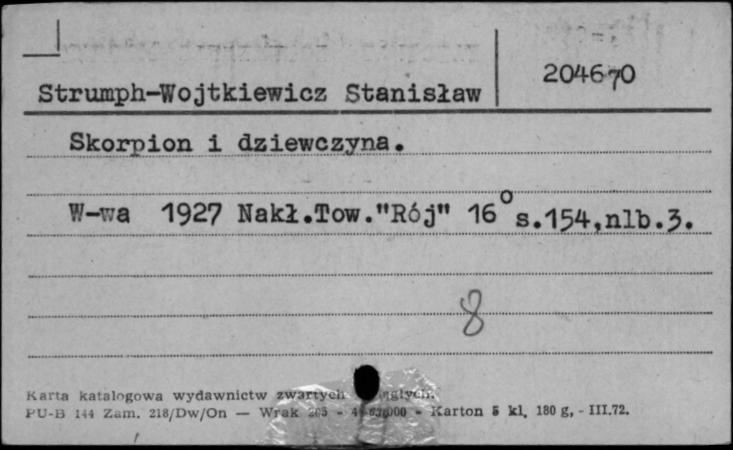 Strumph-Wojtkiewicz Stanisław 204670
Skorpion i dziewczyna.
W-wa 1927 Nakł.Tow."Rój" 16° s.154,nlb.3.
8
Karta katalogowa wydawnictw zwartych
PU-B 144 Zam. 218/Dw/On — Wrak - Karton 5 kl, 180 g, - III.72.